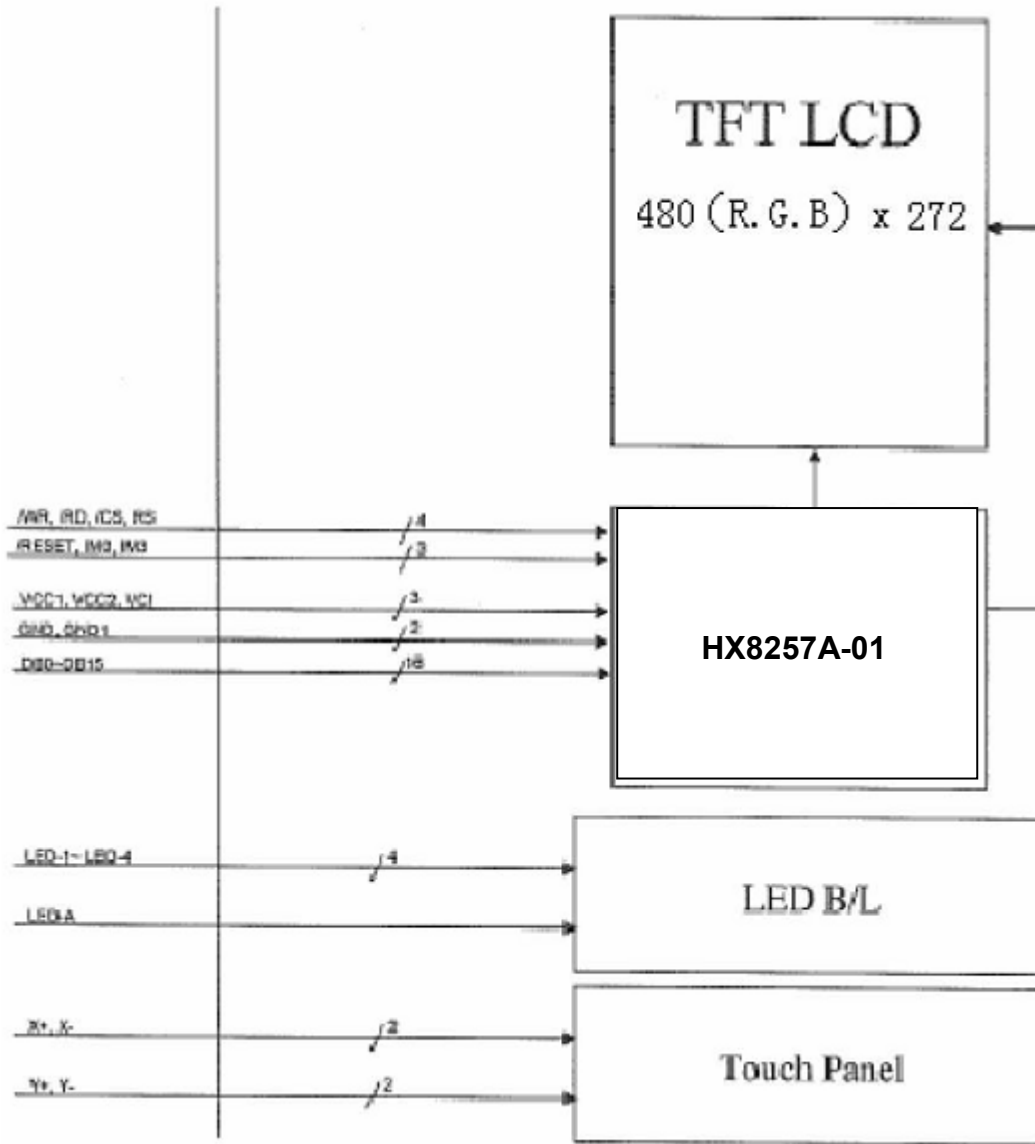 TFT LCD
480 (R.G.B) x 272
/WR, /RD, /CS, RS
4
/RESET, IM0, IM3
3
VCC1, VCC2, VCI
3
GND, GND1
2
DB0~DB15
16
HX8257A-01
LED-1~LED-4
4
LED-A
LED B/L
X+, X-
2
Y+, Y-
2
Touch Panel